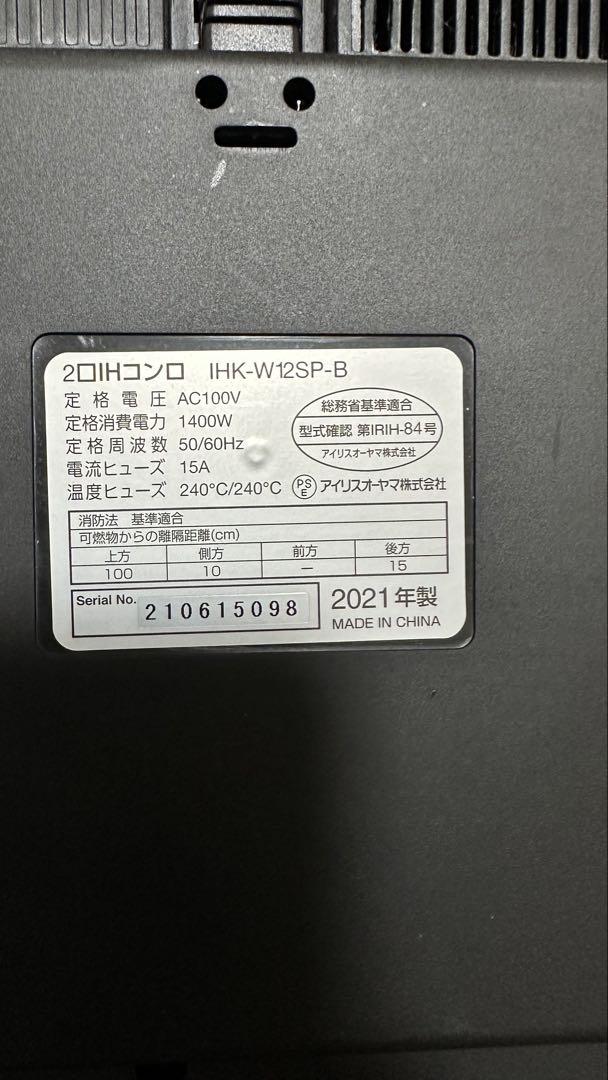 2口IHコンロ IHK-W12SP-B
定格電圧 AC100V
定格消費電力 1400W
定格周波数 50/60Hz
電流ヒューズ 15A
温度ヒューズ 240°C/240°C
総務省基準適合
型式確認 第IRIH-84号
アイリスオーヤマ株式会社
PSE アイリスオーヤマ株式会社
消防法 基準適合
可燃物からの離隔距離(cm)
上方 側方 前方 後方
100 10 ― 15
Serial No. 210615098
2021年製
MADE IN CHINA